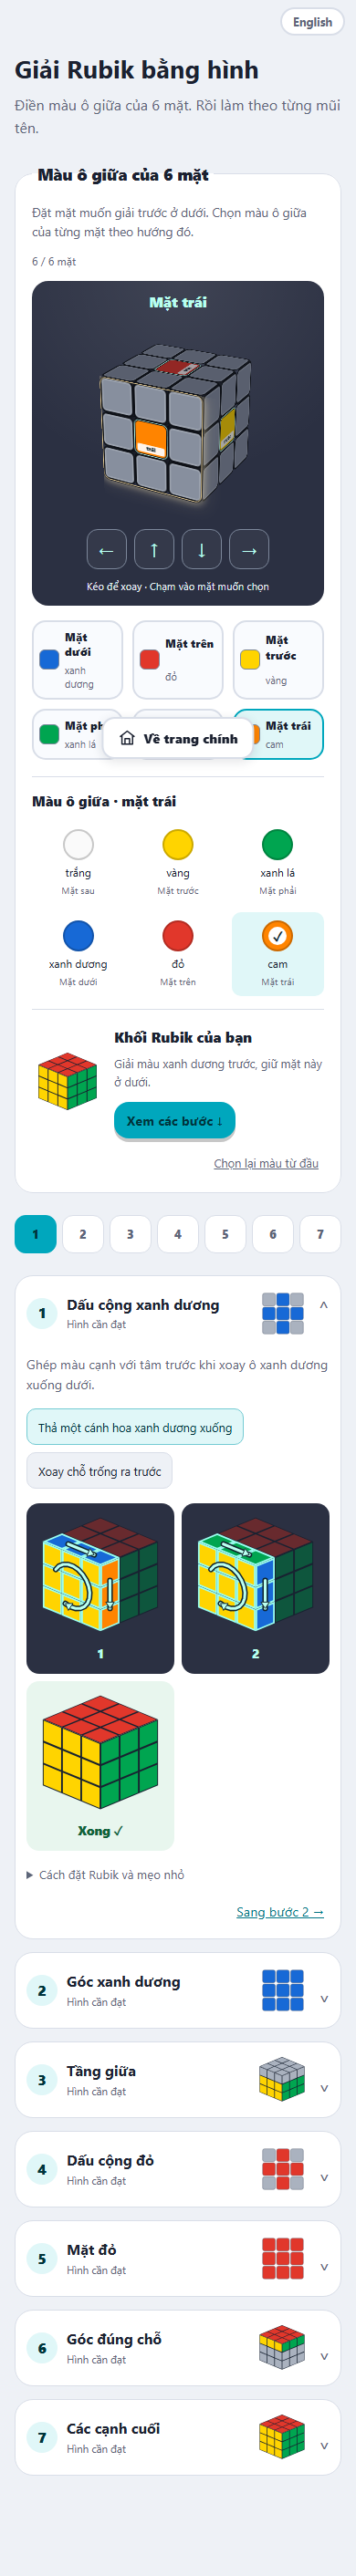 English
Giải Rubik bằng hình
Điền màu ô giữa của 6 mặt. Rồi làm theo từng mũi
tên.
Màu ô giữa của 6 mặt
Đặt mặt muốn giải trước ở dưới. Chọn màu ô giữa
của từng mặt theo hướng đó.
6 / 6 mặt
Mặt trái
← ↑ ↓ →
Kéo để xoay · Chạm vào mặt muốn chọn
Mặt
dưới
xanh
dương
Mặt trên
đỏ
Mặt
trước
vàng
Mặt
xanh lá
Mặt trái
cam
Về trang chính
Màu ô giữa · mặt trái
trắng
Mặt sau
vàng
Mặt trước
xanh lá
Mặt phải
xanh dương
Mặt dưới
đỏ
Mặt trên
cam
Mặt trái
Khối Rubik của bạn
Giải màu xanh dương trước, giữ mặt này
ở dưới.
Xem các bước ↓
Chọn lại màu từ đầu
1 2 3 4 5 6 7
1
Dấu cộng xanh dương
Hình cần đạt
Ghép màu cạnh với tâm trước khi xoay ô xanh dương
xuống dưới.
Thả một cánh hoa xanh dương xuống
Xoay chỗ trống ra trước
1
2
Xong ✓
▶ Cách đặt Rubik và mẹo nhỏ
Sang bước 2 →
2
Góc xanh dương
Hình cần đạt
3
Tầng giữa
Hình cần đạt
4
Dấu cộng đỏ
Hình cần đạt
5
Mặt đỏ
Hình cần đạt
6
Góc đúng chỗ
Hình cần đạt
7
Các cạnh cuối
Hình cần đạt